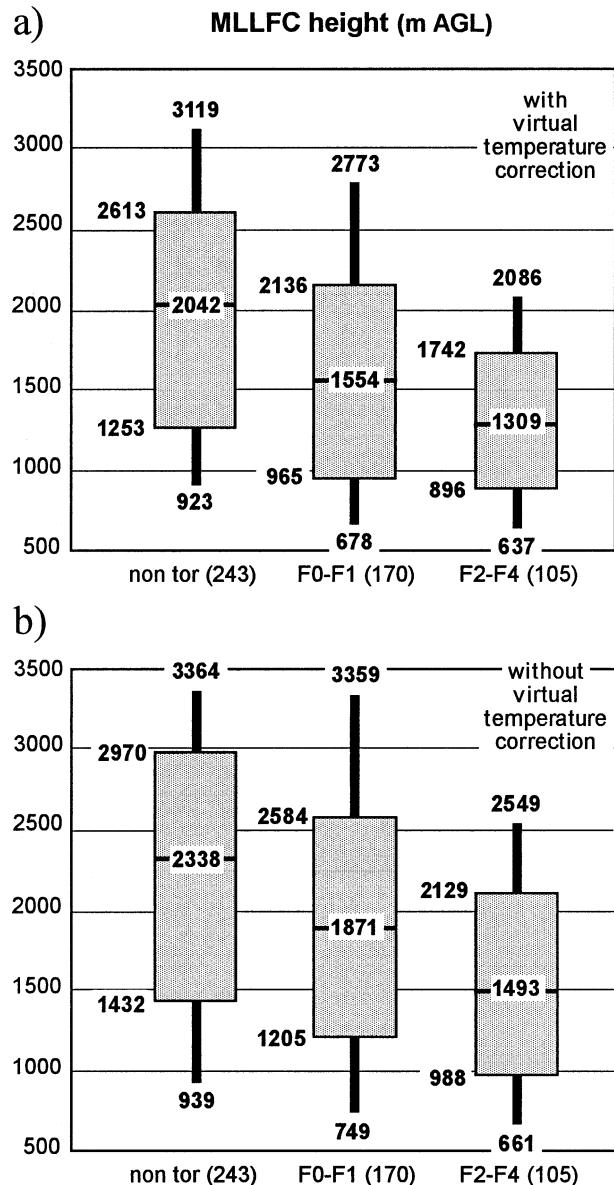 a)
MLLFC height (m AGL)
3500
3000
2500
2000
1500
1000
500
with
virtual
temperature
correction
3119
2613
2042
1253
923
2773
2136
1554
965
678
2086
1742
1309
896
637
non tor (243)
F0-F1 (170)
F2-F4 (105)
b)
3500
3000
2500
2000
1500
1000
500
without
virtual
temperature
correction
3364
2970
2338
1432
939
3359
2584
1871
1205
749
2549
2129
1493
988
661
non tor (243)
F0-F1 (170)
F2-F4 (105)